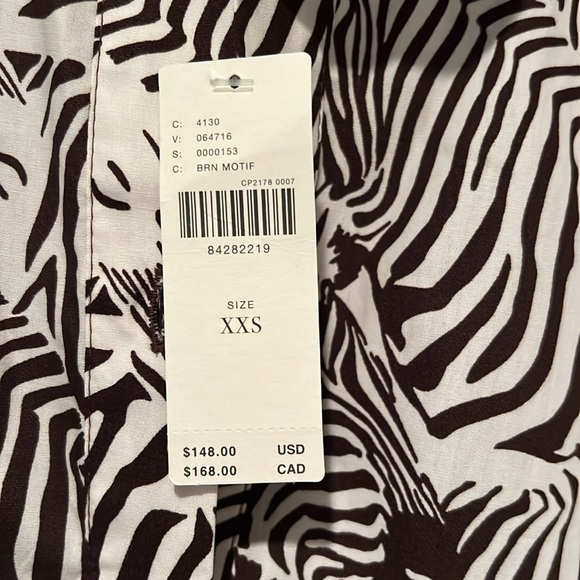 C: 4130
V: 064716
S: 0000153
C: BRN MOTIF
CP2178 0007
84282219
SIZE
XXS
$148.00 USD
$168.00 CAD